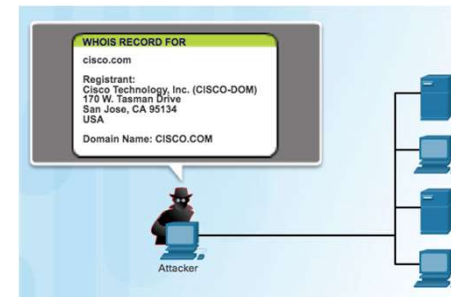 WHOIS RECORD FOR
cisco.com
Registrant:
Cisco Technology, Inc. (CISCO-DOM)
170 W. Tasman Drive
San Jose, CA 95134
USA
Domain Name: CISCO.COM
Attacker